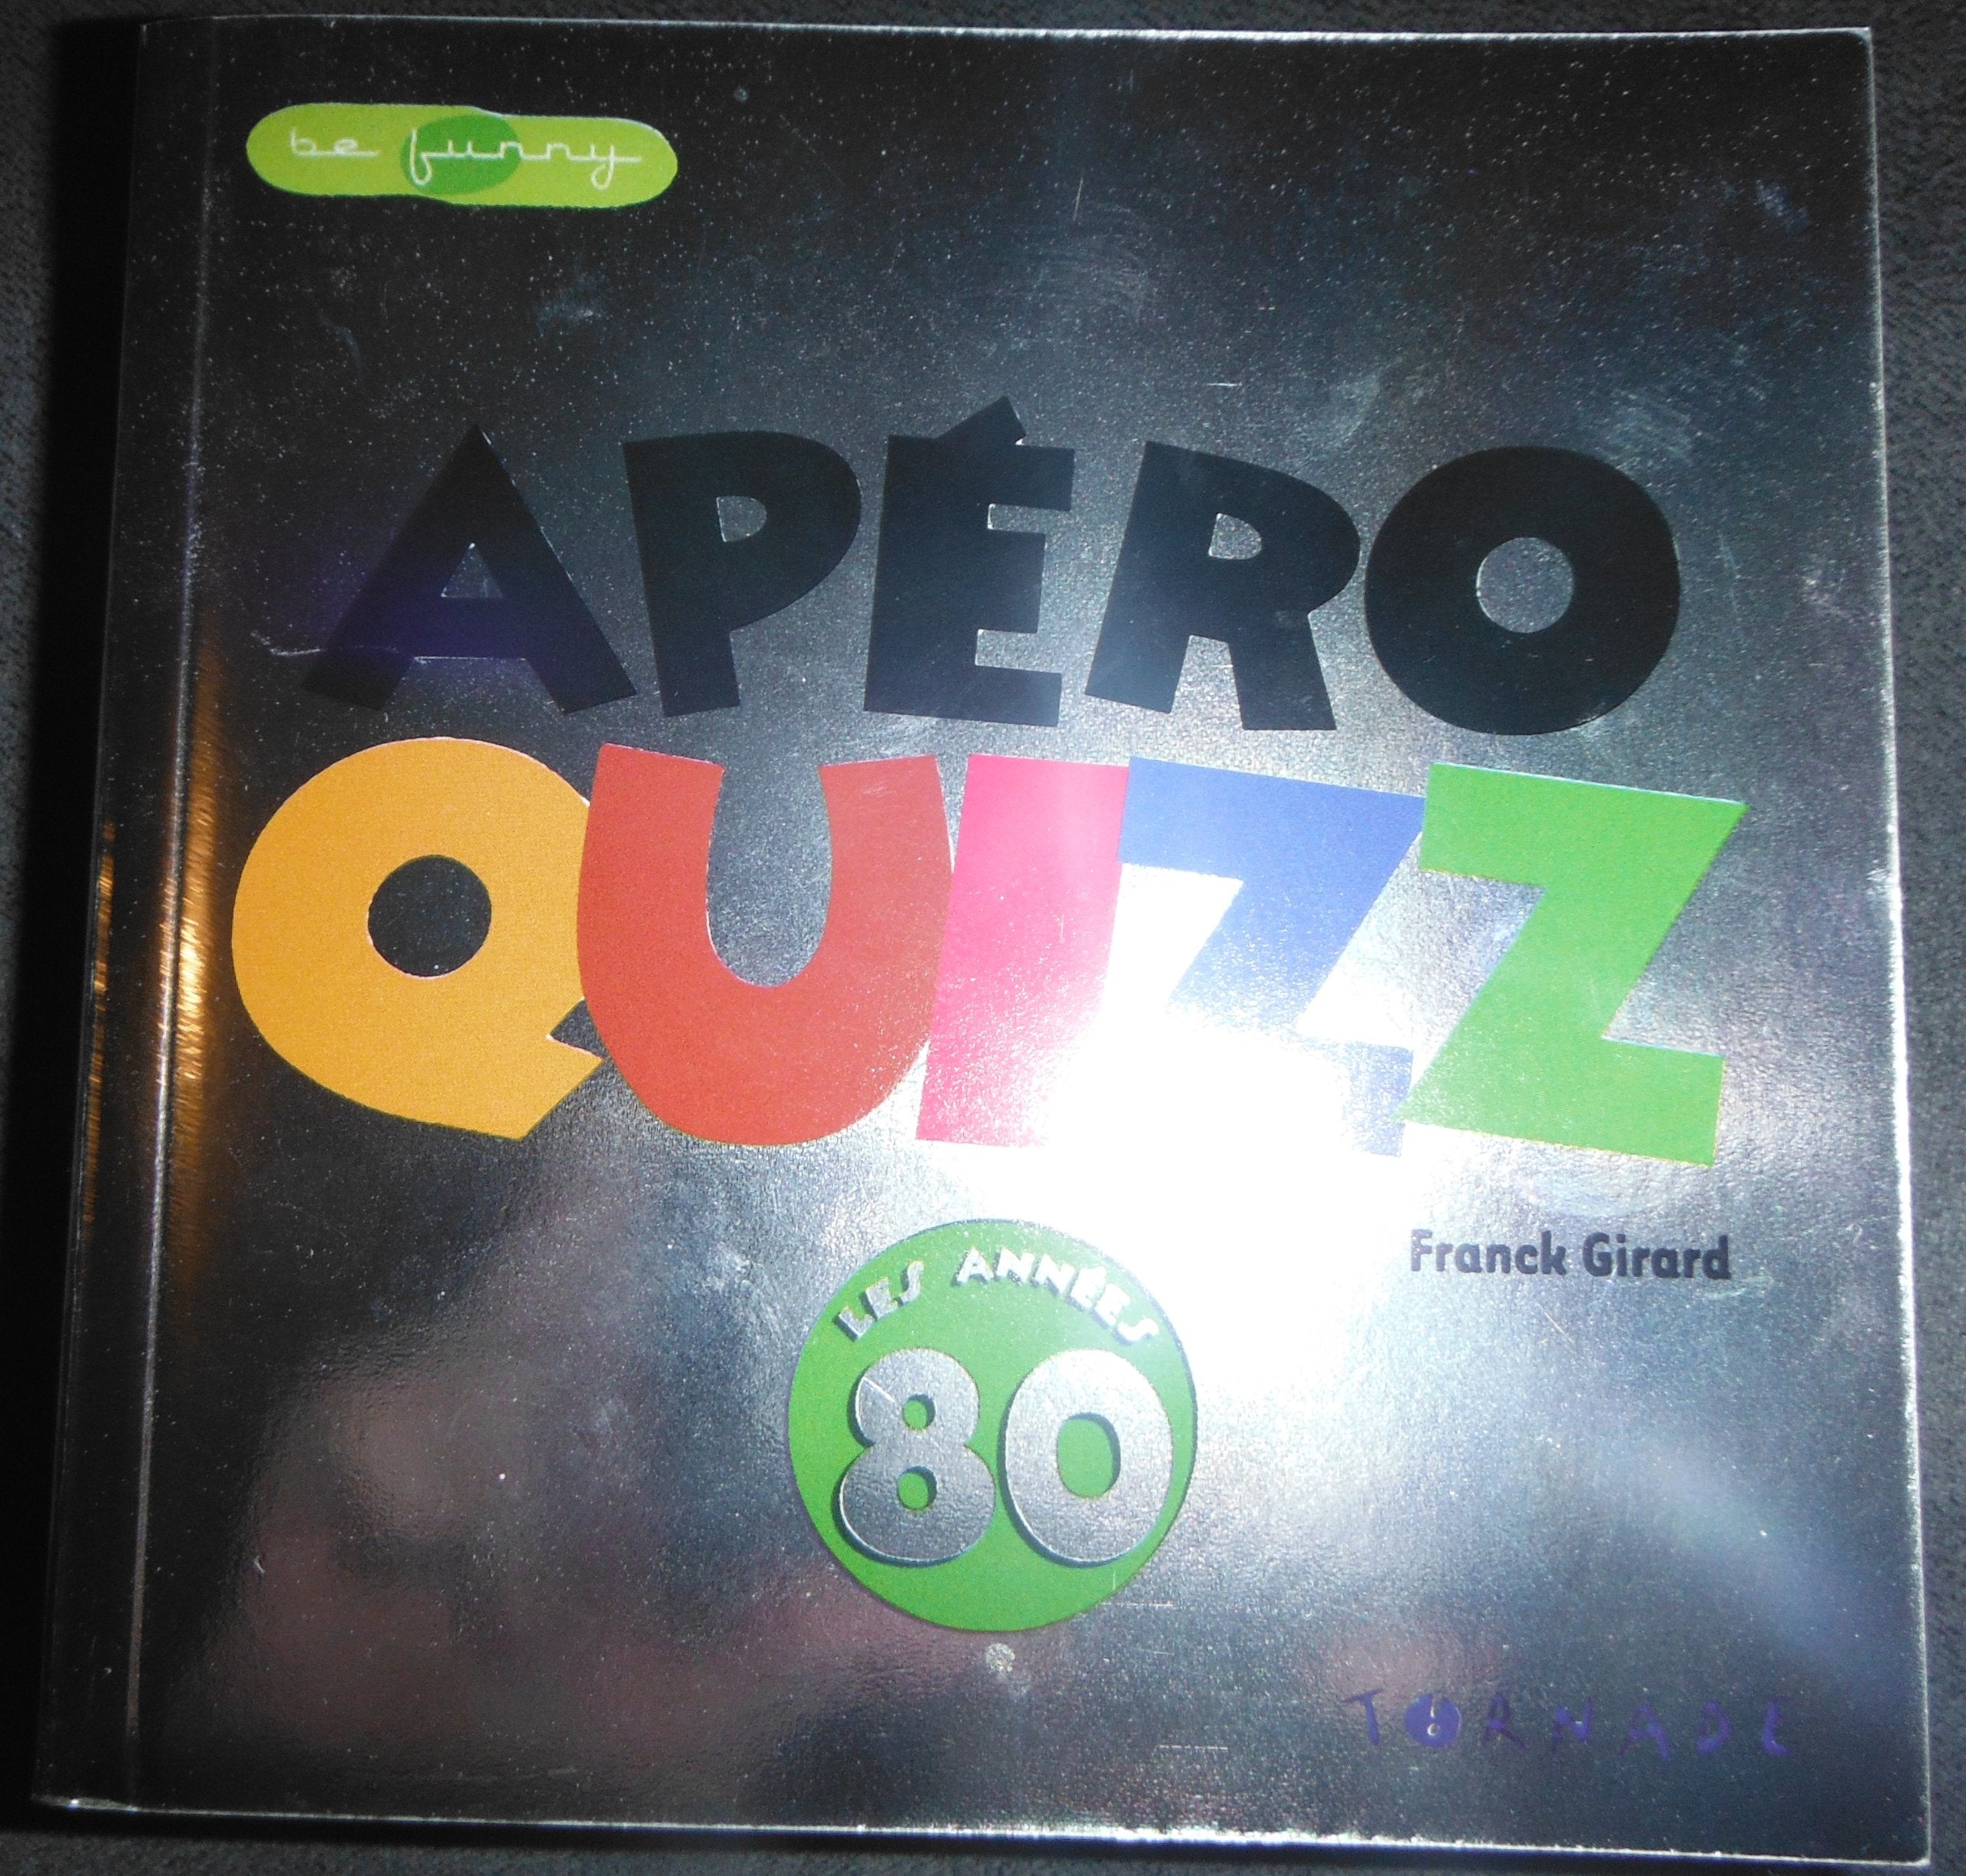 be funny
APÉRO
QUIZZ
Franck Girard
LES ANNÉES
80
TORNADE